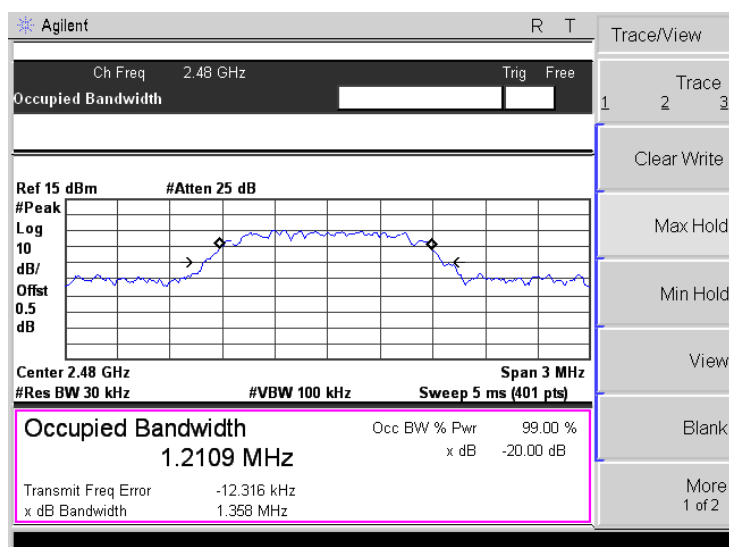 Agilent R T
Ch Freq 2.48 GHz Trig Free
Occupied Bandwidth
Ref 15 dBm #Atten 25 dB
#Peak
Log
10
dB/
Offst
0.5
dB
Center 2.48 GHz Span 3 MHz
#Res BW 30 kHz #VBW 100 kHz Sweep 5 ms (401 pts)
Occupied Bandwidth
1.2109 MHz
Occ BW % Pwr 99.00 %
x dB -20.00 dB
Transmit Freq Error -12.316 kHz
x dB Bandwidth 1.358 MHz
Trace/View
Trace
1 2 3
Clear Write
Max Hold
Min Hold
View
Blank
More
1 of 2